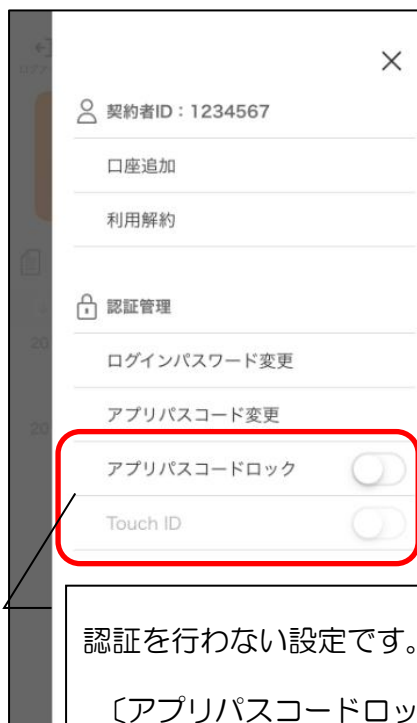 契約者ID：1234567
口座追加
利用解約
認証管理
ログインパスワード変更
アプリパスコード変更
アプリパスコードロック
Touch ID
認証を行わない設定です。
〔アプリパスコードロッ
20
20